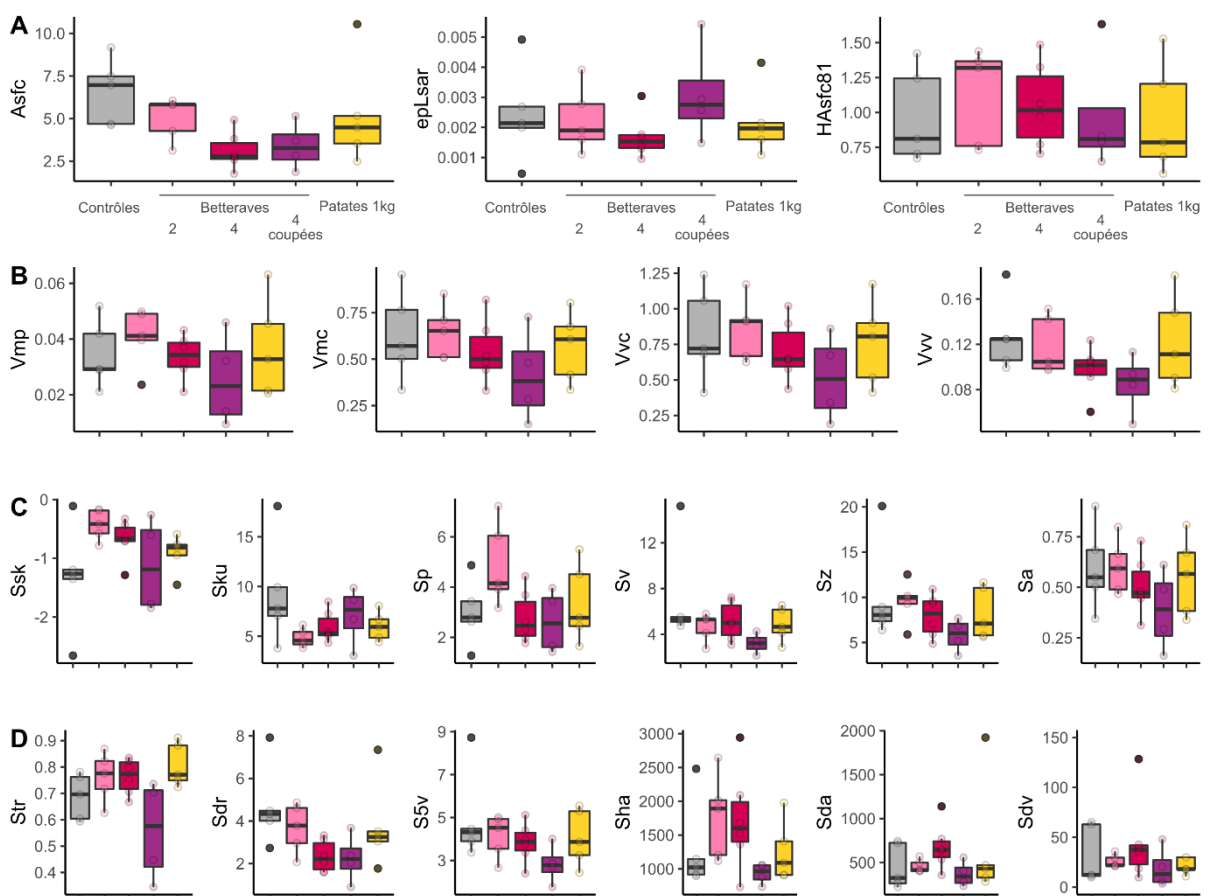 A
Asfc
10.0
7.5
5.0
2.5
epLsar
0.005
0.004
0.003
0.002
0.001
HAsfc81
1.50
1.25
1.00
0.75
Contrôles
Betteraves
Patates 1kg
2
4
4
coupées
Contrôles
Betteraves
Patates 1kg
2
4
4
coupées
Contrôles
Betteraves
Patates 1kg
2
4
4
coupées
B
Vmp
0.06
0.04
0.02
Vmc
0.75
0.50
0.25
Vvc
1.25
1.00
0.75
0.50
0.25
Vvv
0.16
0.12
0.08
C
Ssk
0
-1
-2
Sku
15
10
5
Sp
6
4
2
Sv
12
8
4
Sz
20
15
10
5
Sa
0.75
0.50
0.25
D
Str
0.9
0.8
0.7
0.6
0.5
0.4
Sdr
8
6
4
2
S5v
7
5
3
Sha
3000
2500
2000
1500
1000
Sda
2000
1500
1000
500
Sdv
150
100
50
0